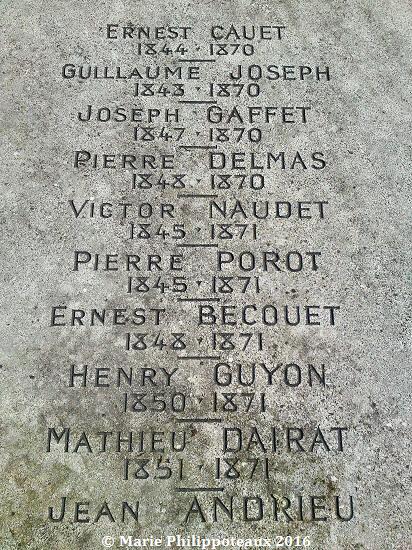 ERNEST CAUET
1844 · 1870
GUILLAUME JOSEPH
1843 · 1870
JOSEPH GAFFET
1847 · 1870
PIERRE DELMAS
1848 · 1870
VICTOR NAUDET
1845 · 1871
PIERRE POROT
1845 · 1871
ERNEST BECQUET
1848 · 1871
HENRY GUYON
1850 · 1871
MATHIEU DAIRAT
1851 · 1871
JEAN ANDRIEU
© Marie Philippoteaux 2016